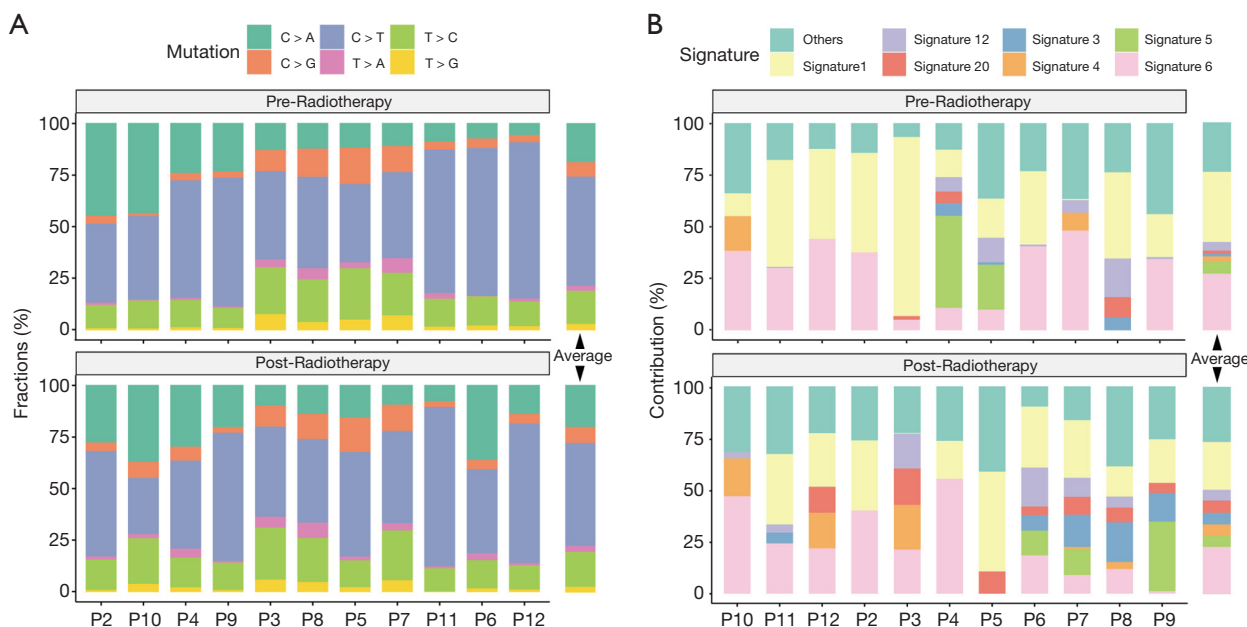 A
Mutation
C > A
C > T
T > C
C > G
T > A
T > G
Pre-Radiotherapy
100
75
50
25
0
Post-Radiotherapy
Average
100
75
50
25
0
Fractions (%)
P2 P10 P4 P9 P3 P8 P5 P7 P11 P6 P12
B
Signature
Others
Signature 12
Signature 3
Signature 5
Signature1
Signature 20
Signature 4
Signature 6
Pre-Radiotherapy
100
75
50
25
0
Post-Radiotherapy
Average
100
75
50
25
0
Contribution (%)
P10 P11 P12 P2 P3 P4 P5 P6 P7 P8 P9